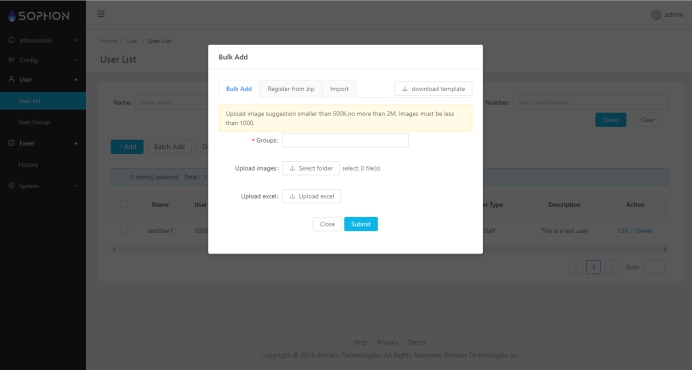 SOPHON
admin
Information
Config
User
User list
User Group
Event
History
System
Home / User / User List
User List
Bulk Add
Bulk Add
Register from zip
Import
download template
Upload image suggestion smaller than 500K,no more than 2M. Images must be less
than 1000.
* Groups:
Upload images:
Select folder
select: 0 file(s)
Upload excel:
Upload excel
Close
Submit
Name:
Enter name
Number:
Query
Clear
+ Add
Batch Add
0 item(s) selected Total: 1
Name
User
Type
Description
Action
testUser1
0000
Staff
This is a test user
Edit
Delete
1
Goto
Help
Privacy
Terms
Copyright © 2018 Bitmain Technologies. All Rights Reserved. Bitmain Technologies Inc.